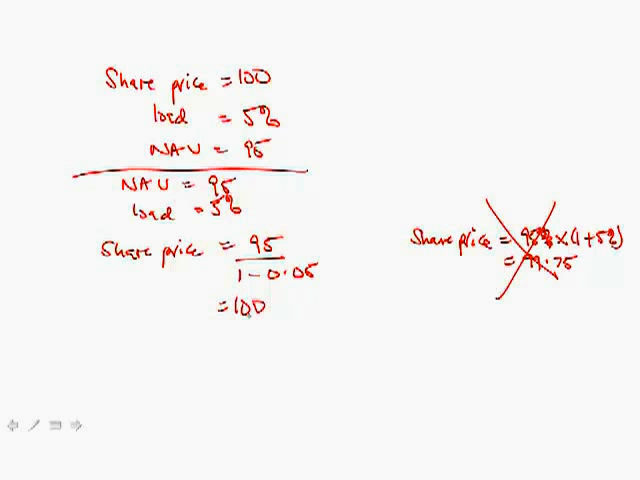 Share price = 100
load = 5%
NAV = 95
NAV = 95
load = 5%
Share price = 95
1 - 0.05
= 100
Share price = 95 × (1 + 5%)
= 99.75